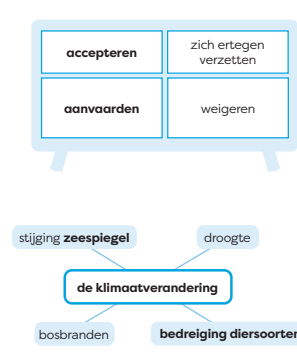 accepteren
zich ertegen
verzetten
aanvaarden
weigeren
stijging zeespiegel
droogte
de klimaatverandering
bosbranden
bedreiging diersoorten